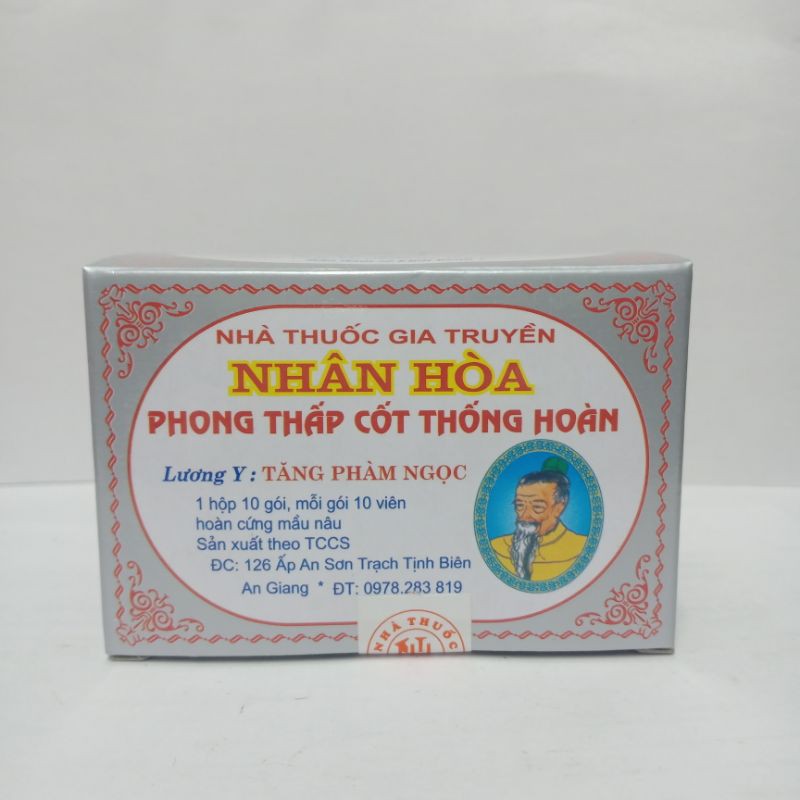 NHÀ THUỐC GIA TRUYỀN
NHÂN HÒA
PHONG THẤP CỐT THỐNG HOÀN
Lương Y : TĂNG PHÀM NGỌC
1 hộp 10 gói, mỗi gói 10 viên
hoàn cứng mầu nâu
Sản xuất theo TCCS
ĐC: 126 Ấp An Sơn Trạch Tịnh Biên
An Giang * ĐT: 0978.283 819
NHÀ THUỐC